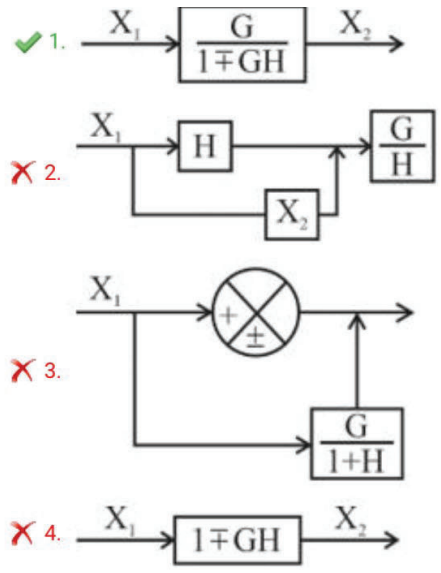 1. X₁ G X₂
1∓GH
2. X₁ H G
H
X₂
3. X₁ +
±
G
1+H
4. X₁ 1∓GH X₂